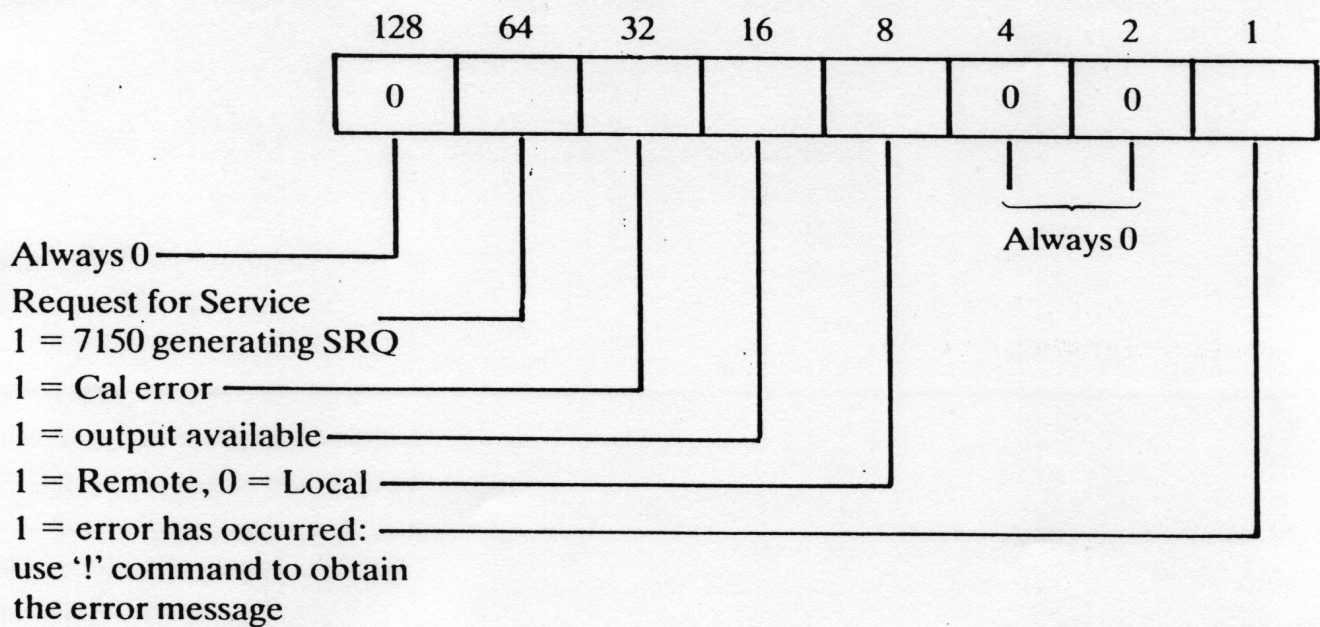 128 64 32 16 8 4 2 1
0 0 0
Always 0
Always 0
Request for Service
1 = 7150 generating SRQ
1 = Cal error
1 = output available
1 = Remote, 0 = Local
1 = error has occurred:
use ‘!’ command to obtain
the error message